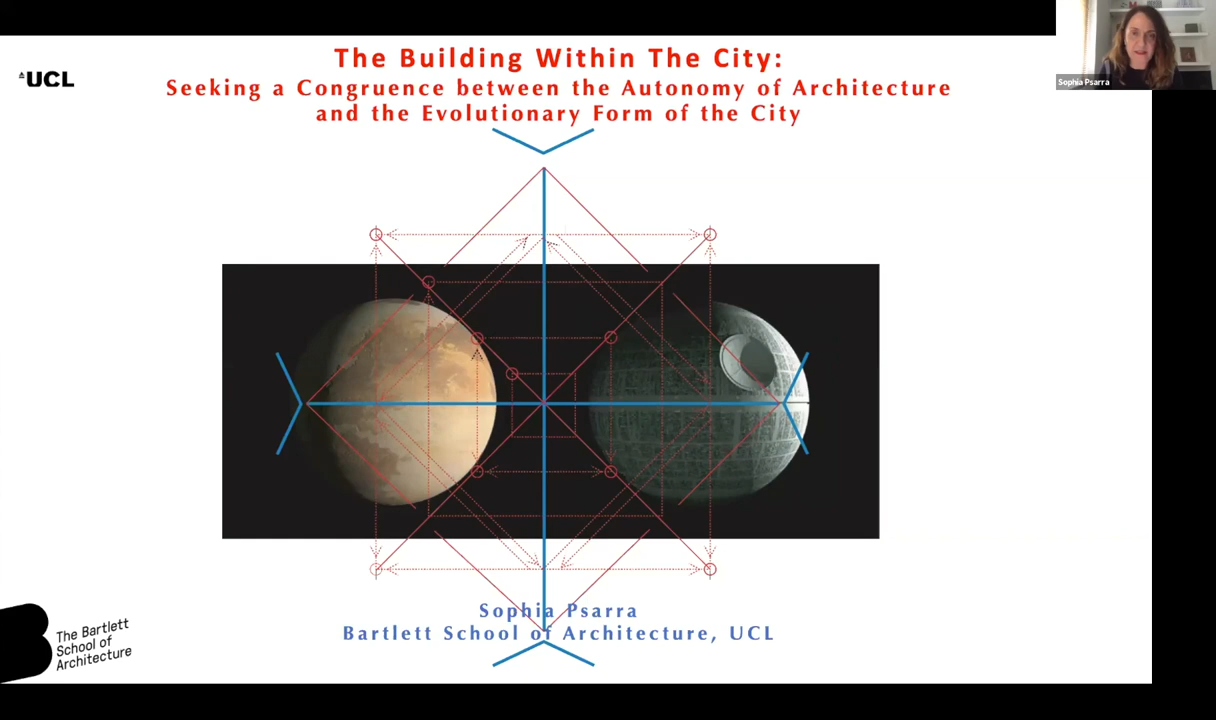 The Building Within The City:
Seeking a Congruence between the Autonomy of Architecture
and the Evolutionary Form of the City
UCL
Sophia Psarra
Sophia Psarra
Bartlett School of Architecture, UCL
The Bartlett
School of
Architecture